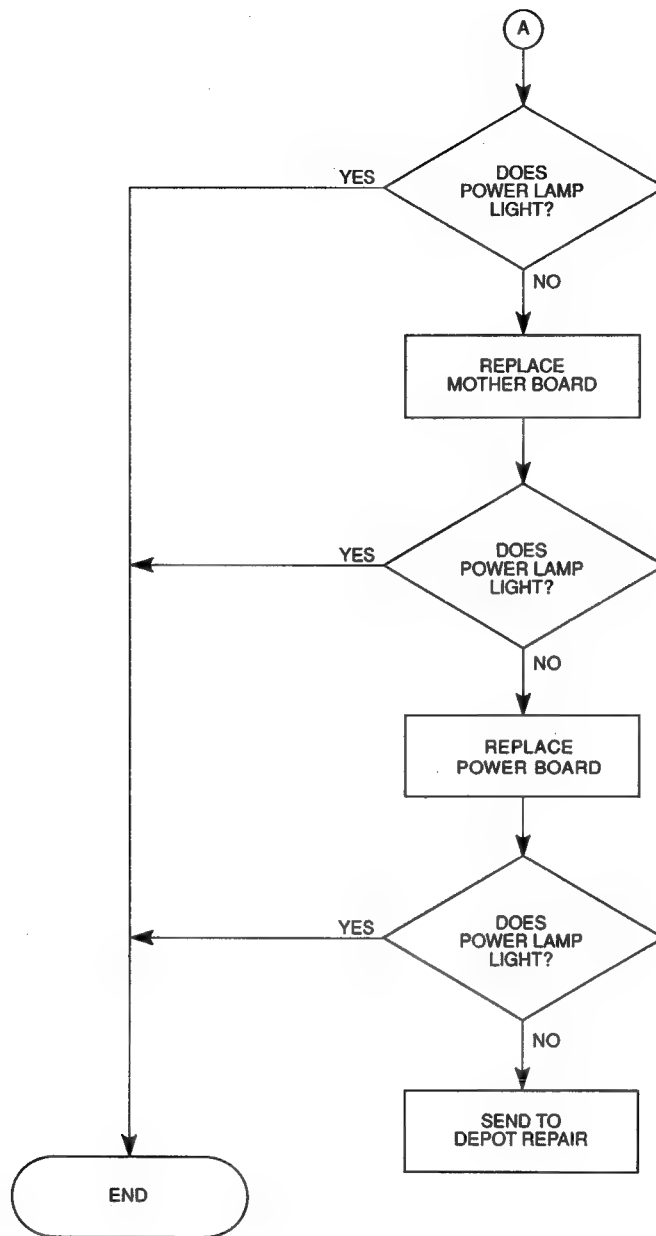 A
DOES
POWER LAMP
LIGHT?
YES
NO
REPLACE
MOTHER BOARD
DOES
POWER LAMP
LIGHT?
YES
NO
REPLACE
POWER BOARD
DOES
POWER LAMP
LIGHT?
YES
NO
SEND TO
DEPOT REPAIR
END